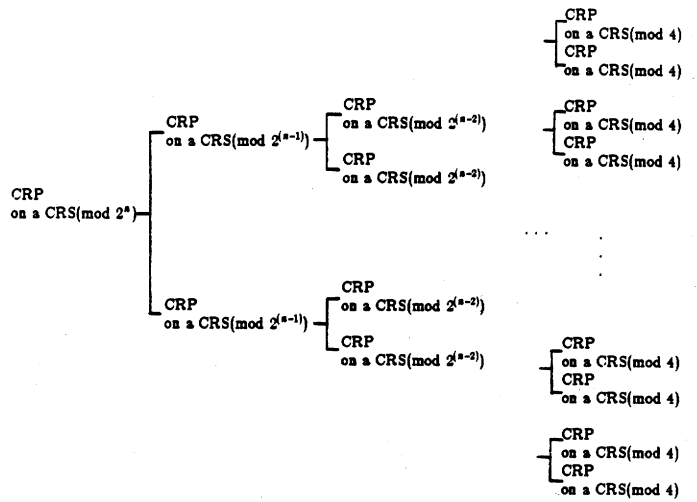 CRP
on a CRS(mod 2ⁿ)
CRP
on a CRS(mod 2⁽ⁿ⁻¹⁾)
CRP
on a CRS(mod 2⁽ⁿ⁻¹⁾)
CRP
on a CRS(mod 2⁽ⁿ⁻²⁾)
CRP
on a CRS(mod 2⁽ⁿ⁻²⁾)
CRP
on a CRS(mod 2⁽ⁿ⁻²⁾)
CRP
on a CRS(mod 2⁽ⁿ⁻²⁾)
...
CRP
on a CRS(mod 4)
CRP
on a CRS(mod 4)
CRP
on a CRS(mod 4)
CRP
on a CRS(mod 4)
CRP
on a CRS(mod 4)
CRP
on a CRS(mod 4)
CRP
on a CRS(mod 4)
CRP
on a CRS(mod 4)